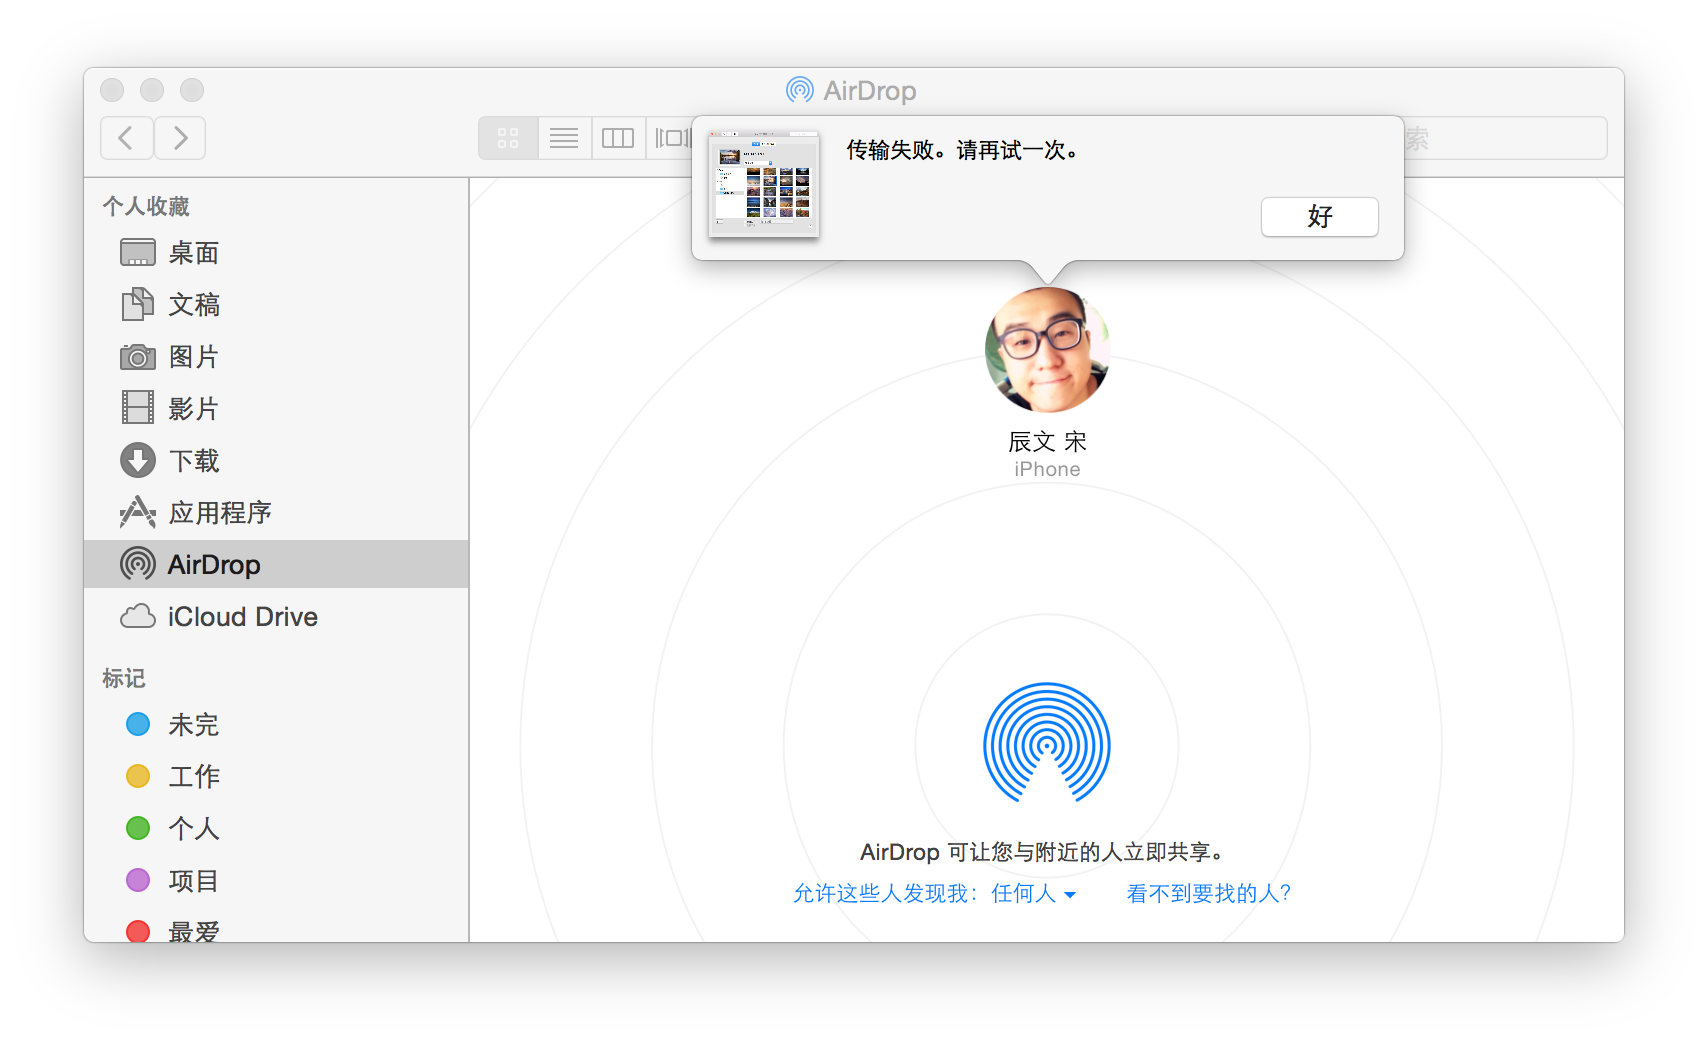 AirDrop
索
传输失败。请再试一次。
好
个人收藏
桌面
文稿
图片
影片
下载
应用程序
AirDrop
iCloud Drive
标记
未完
工作
个人
项目
最爱
辰文 宋
iPhone
AirDrop 可让您与附近的人立即共享。
允许这些人发现我：任何人
看不到要找的人？